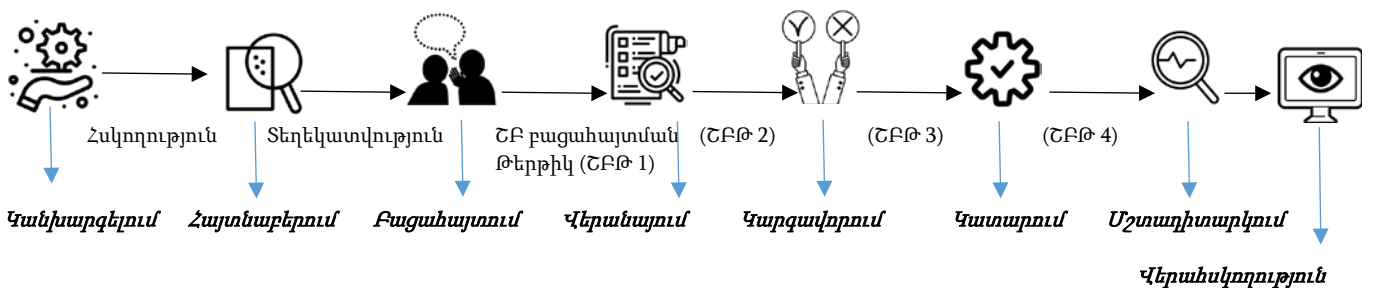 Հսկողություն Տեղեկատվություն ՇԲ բացահայտման (ՇԲԹ 2) (ՇԲԹ 3) (ՇԲԹ 4)
Թերթիկ (ՇԲԹ 1)
Կանխարգելում Հայտնաբերում Բացահայտում Վերանայում Կարգավորում Կատարում Մշտադիտարկում
Վերահսկողություն